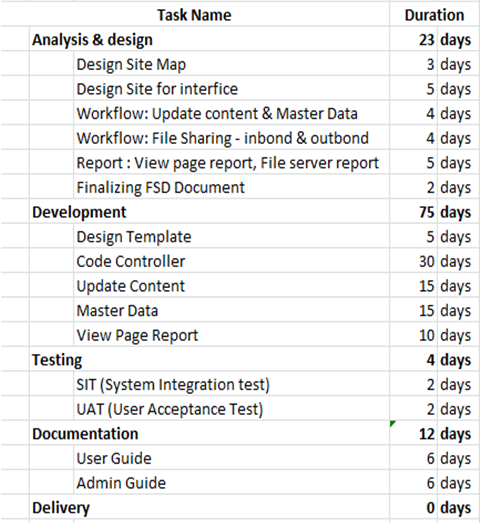 Task Name Duration
Analysis & design 23 days
Design Site Map 3 days
Design Site for interfice 5 days
Workflow: Update content & Master Data 4 days
Workflow: File Sharing - inbond & outbond 4 days
Report : View page report, File server report 5 days
Finalizing FSD Document 2 days
Development 75 days
Design Template 5 days
Code Controller 30 days
Update Content 15 days
Master Data 15 days
View Page Report 10 days
Testing 4 days
SIT (System Integration test) 2 days
UAT (User Acceptance Test) 2 days
Documentation 12 days
User Guide 6 days
Admin Guide 6 days
Delivery 0 days